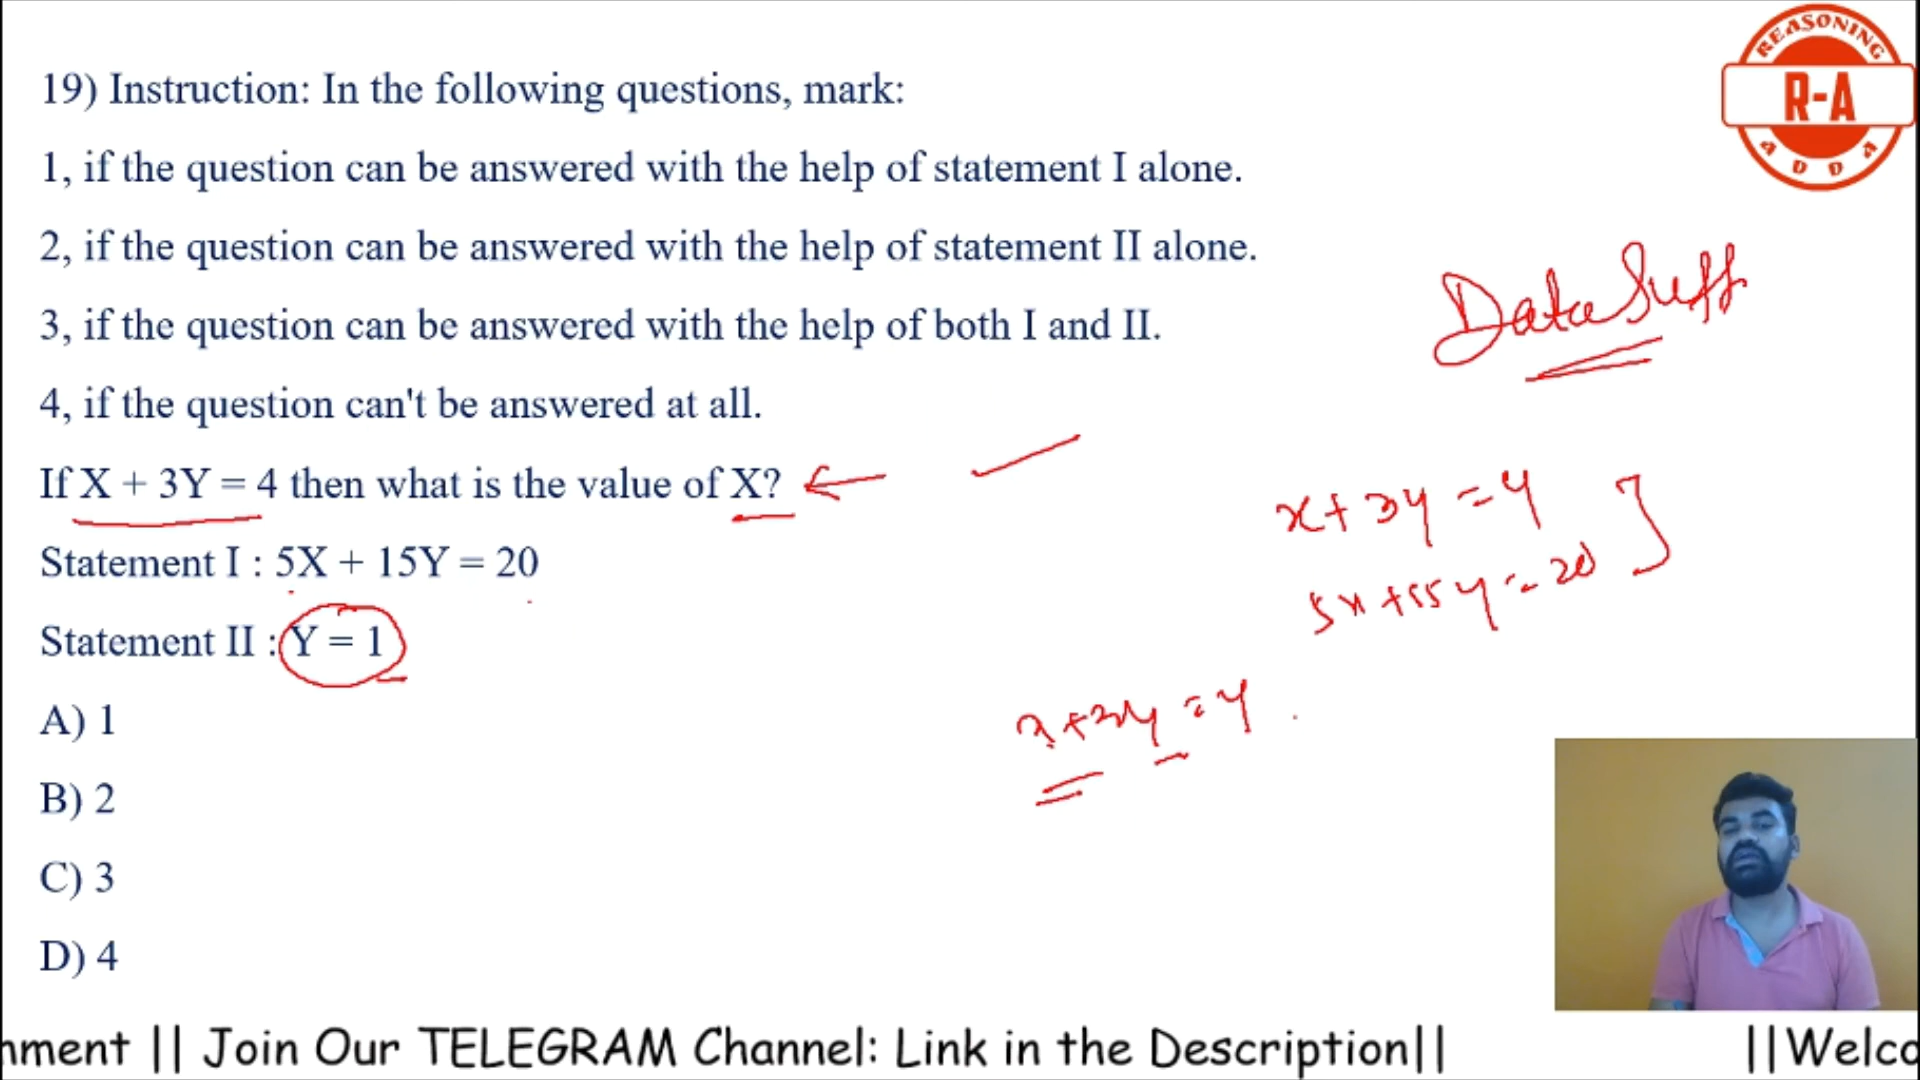 REASONING
R-A
ADDA
19) Instruction: In the following questions, mark:
1, if the question can be answered with the help of statement I alone.
2, if the question can be answered with the help of statement II alone.
3, if the question can be answered with the help of both I and II.
4, if the question can't be answered at all.
Data Suff
If X + 3Y = 4 then what is the value of X?
x+3y=4
Statement I : 5X + 15Y = 20
5x+15y=20
Statement II : Y = 1
x+3y=4
A) 1
B) 2
C) 3
D) 4
nment || Join Our TELEGRAM Channel: Link in the Description|| ||Welco